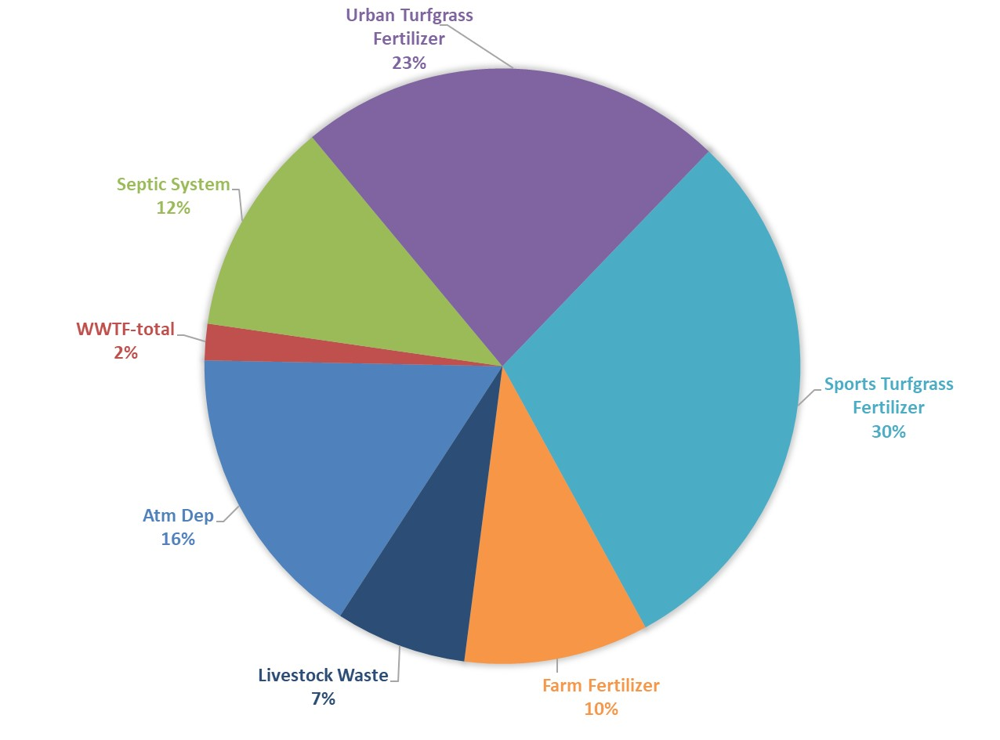 Urban Turfgrass
Fertilizer
23%
Septic System
12%
WWTF-total
2%
Sports Turfgrass
Fertilizer
30%
Atm Dep
16%
Livestock Waste
7%
Farm Fertilizer
10%